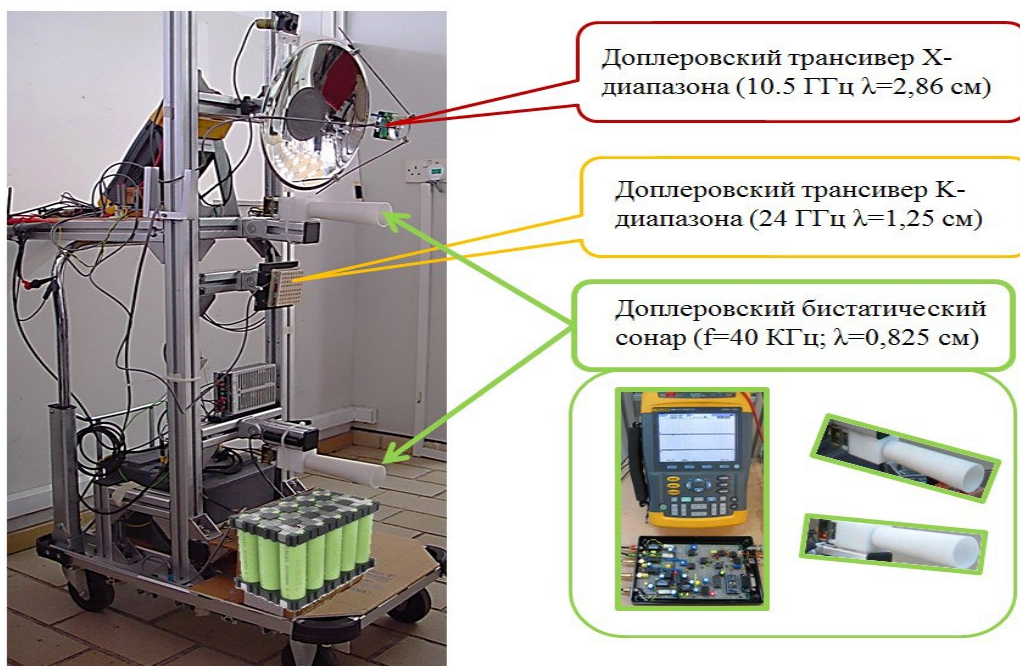 Доплеровский трансивер X-
диапазона (10.5 ГГц λ=2,86 см)
Доплеровский трансивер K-
диапазона (24 ГГц λ=1,25 см)
Доплеровский бистатический
сонар (f=40 КГц; λ=0,825 см)